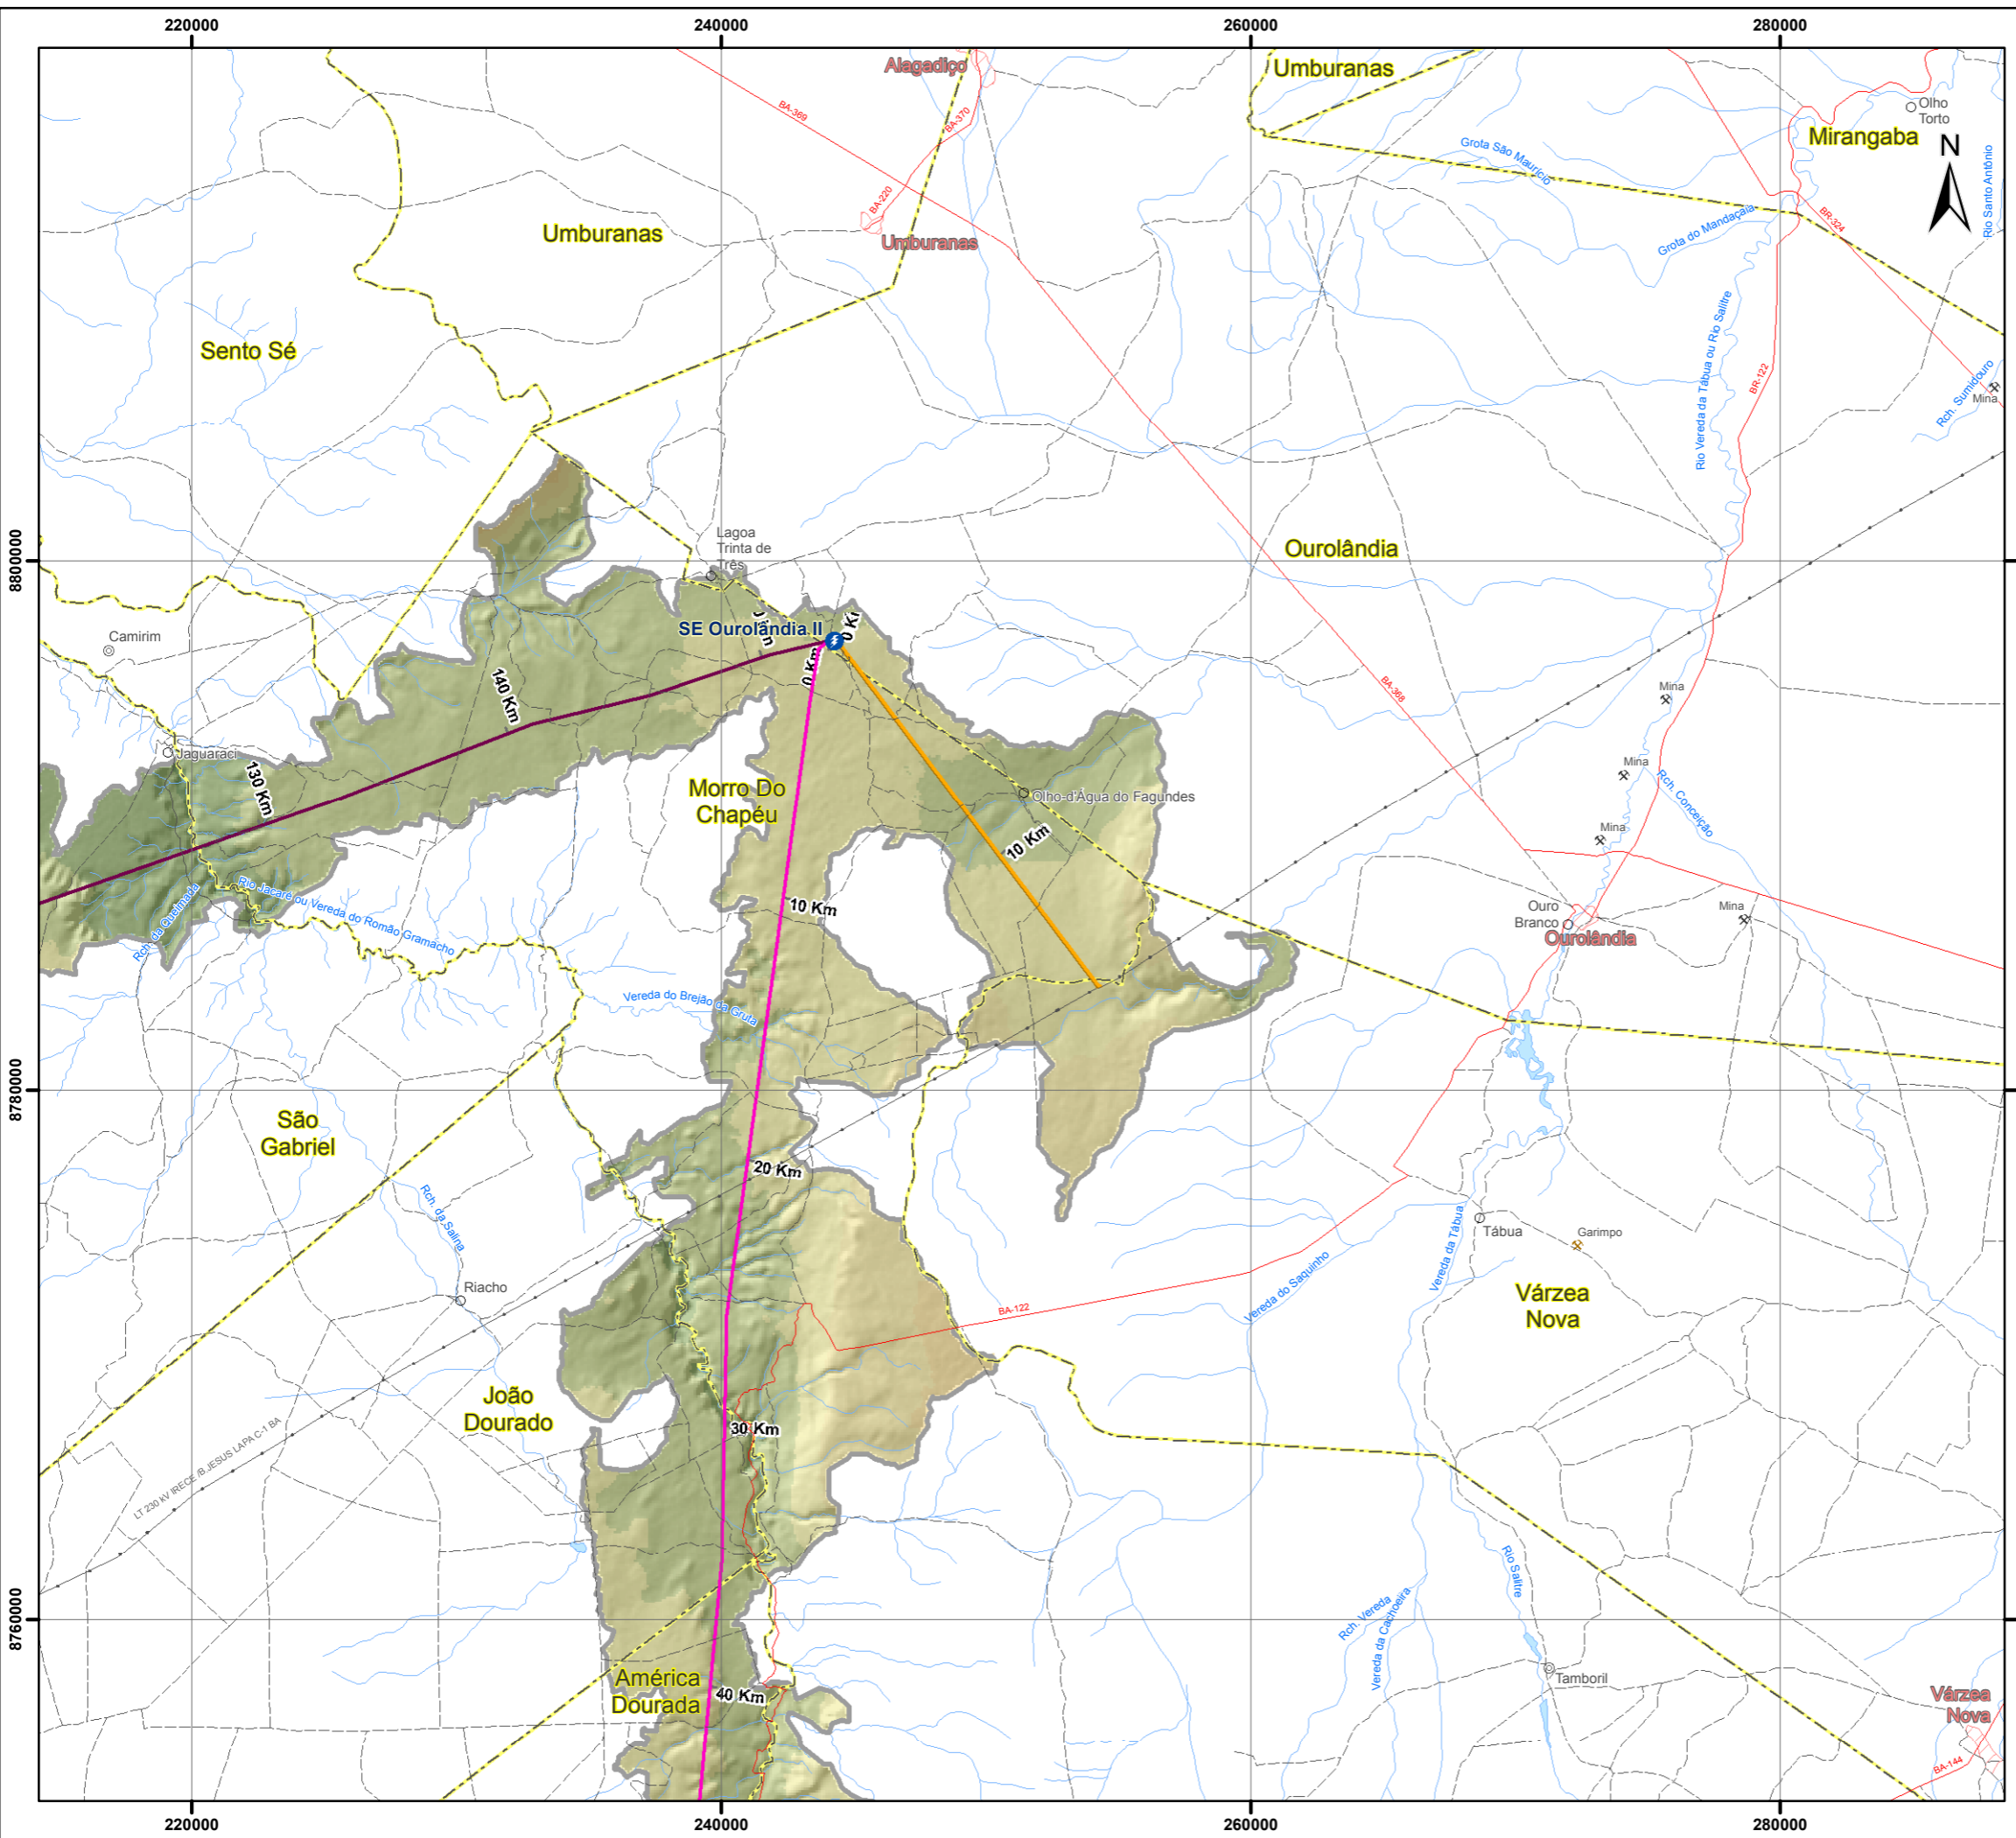 220000
240000
260000
280000
Alagadiço
Umburanas
Olho
Torto
Mirangaba
N
BA-369
BA-370
Grota São Maurício
Rio Santo Antônio
BA-220
Umburanas
Umburanas
Grota do Mandaçaia
BR-324
Sento Sé
Rio Vereda da Tábua ou Rio Salitre
BR-122
Rch. Sumidouro
Mina
8800000
Lagoa
Trinta de
Três
Ourolândia
Camirim
SE Ourolândia II
0 Km
BA-368
Mina
140 Km
Jaguaraci
130 Km
Morro Do
Chapéu
Olho-d'Água do Fagundes
Mina
Rch. Conceição
10 Km
Mina
Rch. da Queimada
Rio Jacaré ou Vereda do Romão Gramacho
10 Km
Ouro
Branco
Ourolândia
Mina
Vereda do Brejão da Gruta
8780000
São
Gabriel
20 Km
Rch. da Salina
Vereda da Tábua
Tábua
Garimpo
Vereda do Saquinho
Riacho
BA-122
Várzea
Nova
João
Dourado
30 Km
LT 230 kV IRECE /B.JESUS LAPA C-1 BA
Rio Salitre
Rch. Vereda
Vereda da Cachoeira
8760000
América
Dourada
40 Km
Tamboril
Várzea
Nova
BA-144
220000
240000
260000
280000